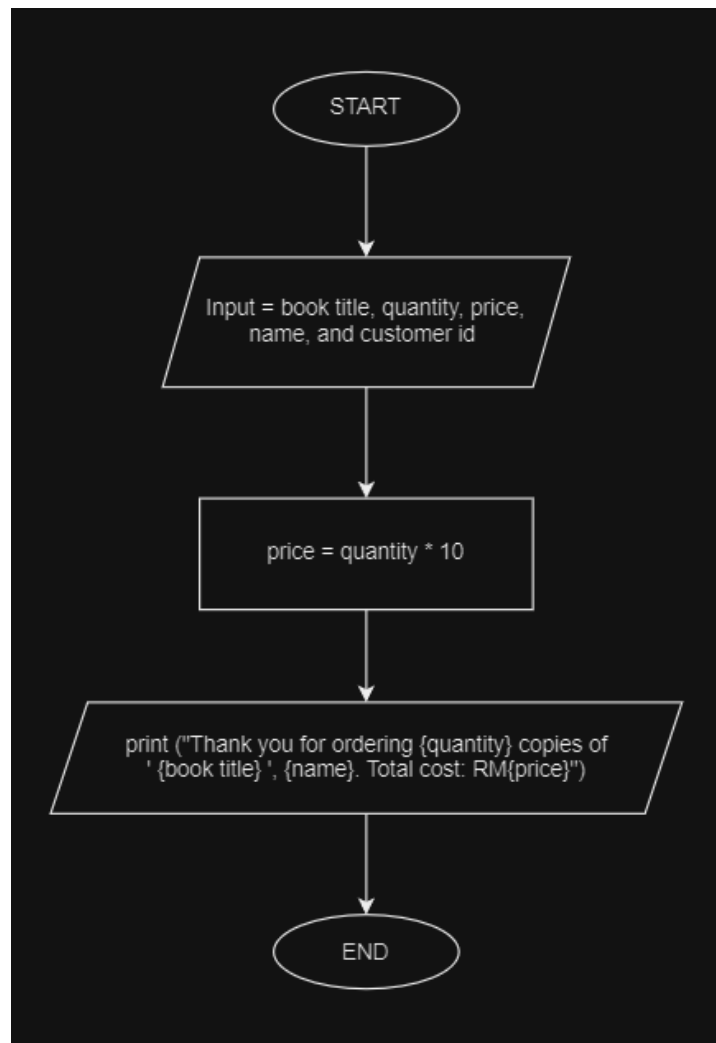 START
Input = book title, quantity, price,
name, and customer id
price = quantity * 10
print ("Thank you for ordering {quantity} copies of
' {book title} ', {name}. Total cost: RM{price}")
END